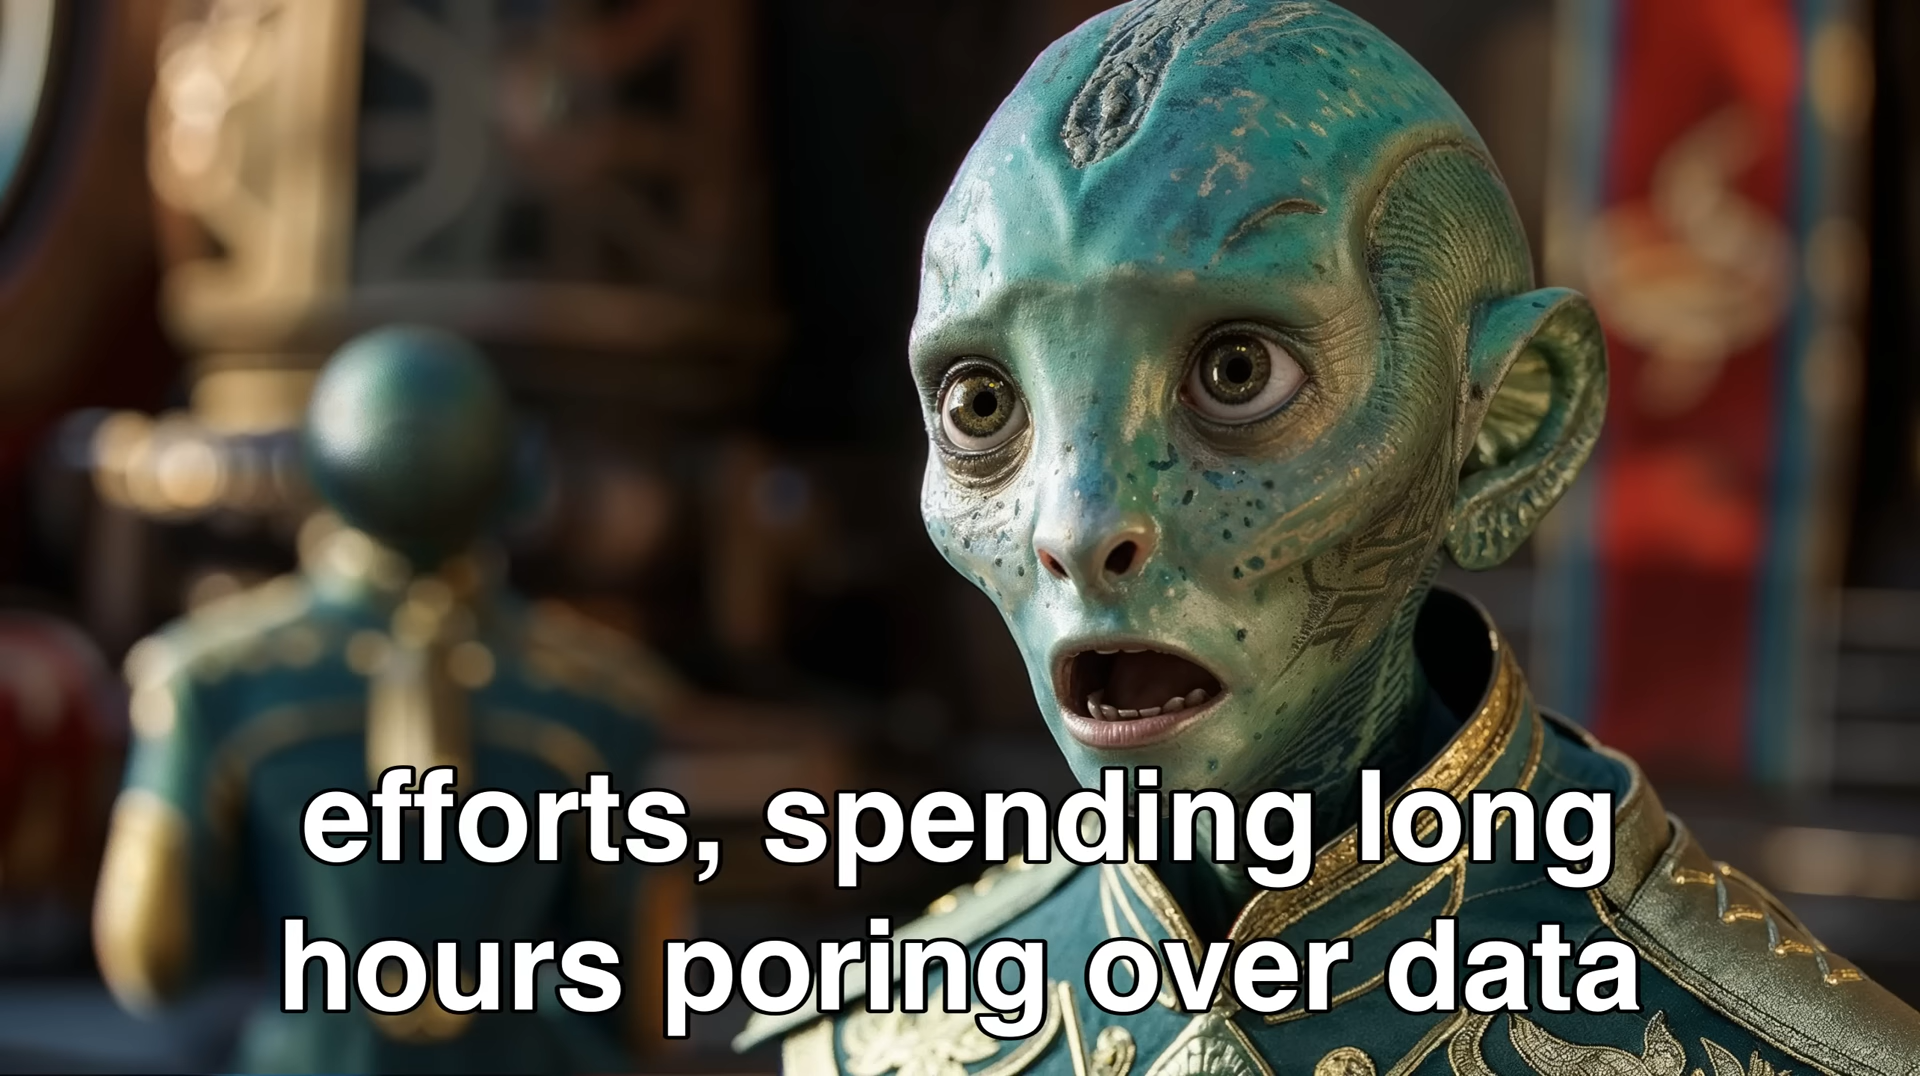 efforts, spending long
hours poring over data